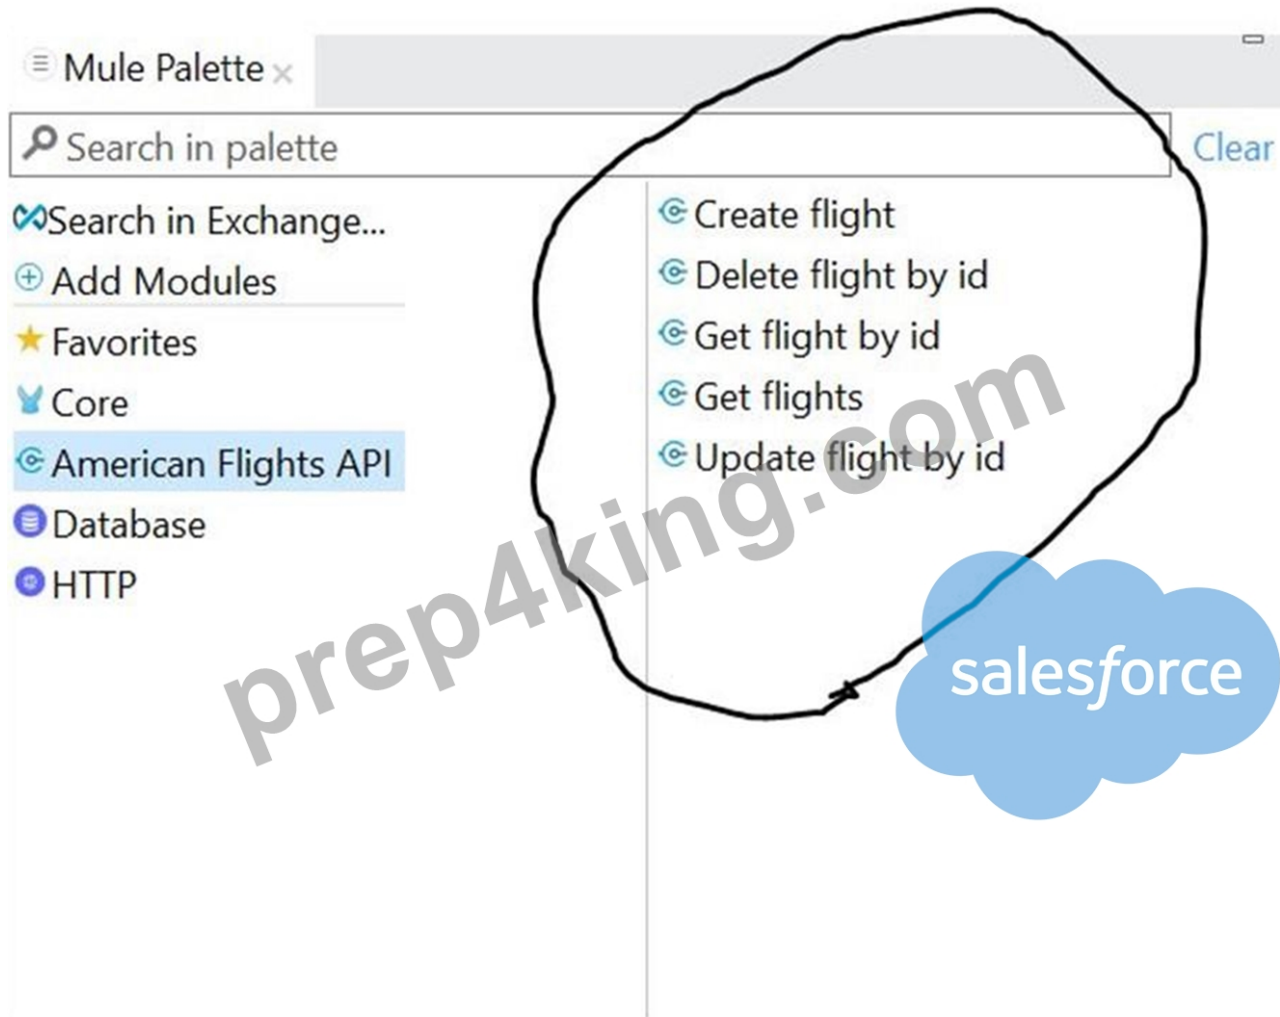 Mule Palette
Search in palette
Clear
Search in Exchange...
Add Modules
Favorites
Core
American Flights API
Database
HTTP
Create flight
Delete flight by id
Get flight by id
Get flights
Update flight by id
prep4king.com
salesforce